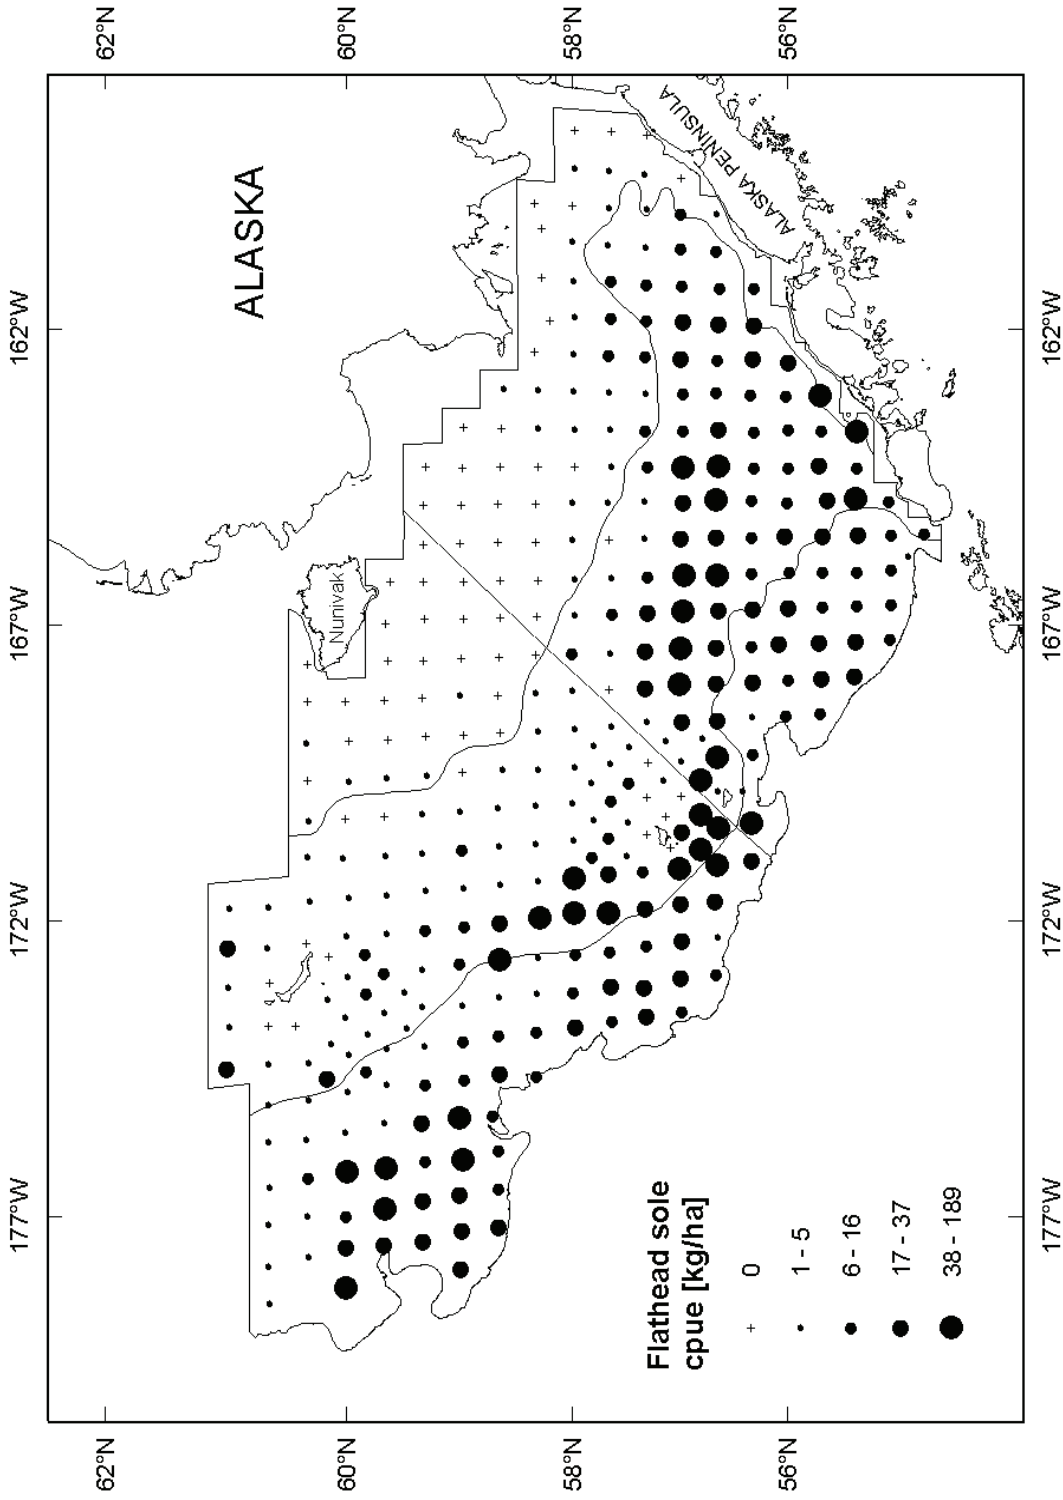 62°N
60°N
58°N
56°N
162°W
167°W
172°W
177°W
ALASKA
ALASKA PENINSULA
Nunivak
162°W
167°W
172°W
177°W
Flathead sole
cpue [kg/ha]
0
1 - 5
6 - 16
17 - 37
38 - 189
62°N
60°N
58°N
56°N